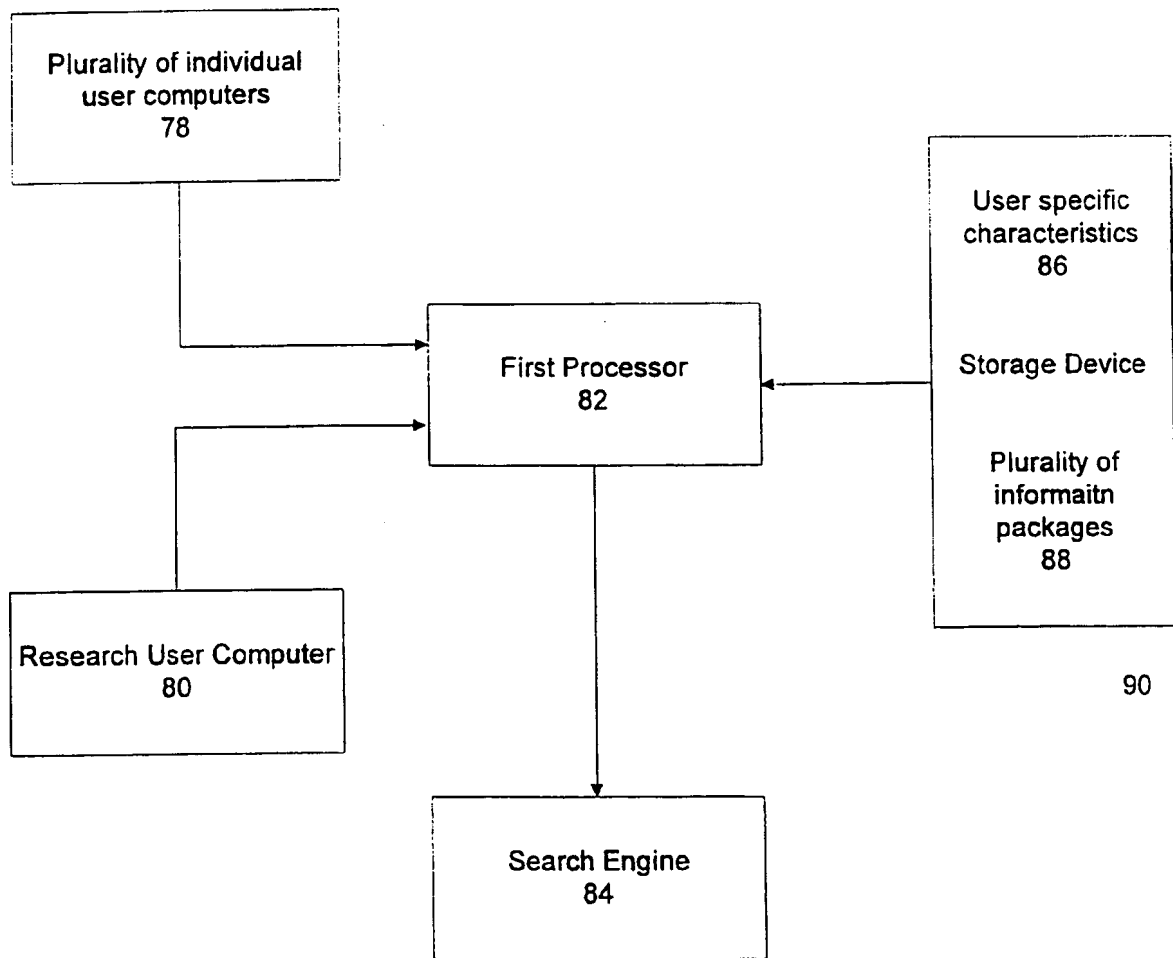 Plurality of individual
user computers
78
User specific
characteristics
86
Storage Device
Plurality of
informaitn
packages
88
First Processor
82
Research User Computer
80
90
Search Engine
84